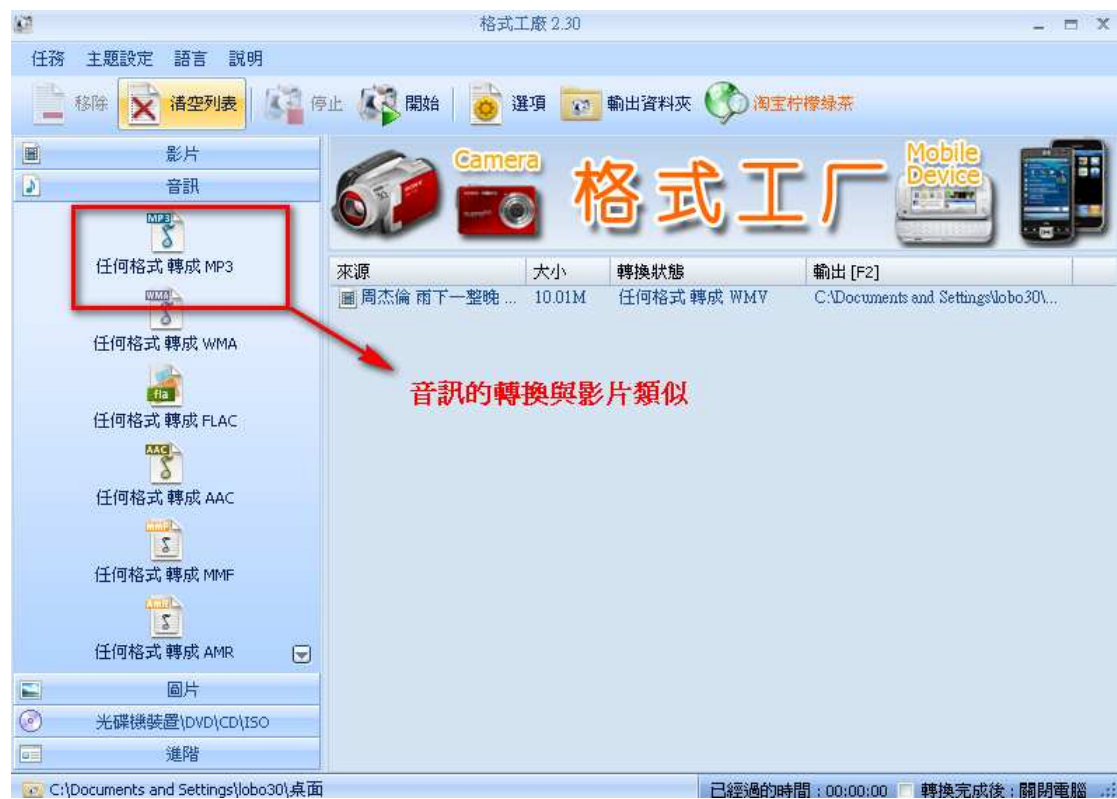 格式工廠 2.30
任務 主題設定 語言 說明
移除 清空列表 停止 開始 選項 輸出資料夾 淘宝柠檬绿茶
影片
音訊
MP3
任何格式 轉成 MP3
WMA
任何格式 轉成 WMA
fla
任何格式 轉成 FLAC
AAC
任何格式 轉成 AAC
MMF
任何格式 轉成 MMF
AMR
任何格式 轉成 AMR
圖片
光碟機裝置\DVD\CD\ISO
進階
Camera
格式工厂
Mobile
Device
來源 大小 轉換狀態 輸出 [F2]
周杰倫 雨下一整晚 ... 10.01M 任何格式 轉成 WMV C:\Documents and Settings\lobo30\...
音訊的轉換與影片類似
C:\Documents and Settings\lobo30\桌面 已經過的時間 : 00:00:00 轉換完成後 : 關閉電腦